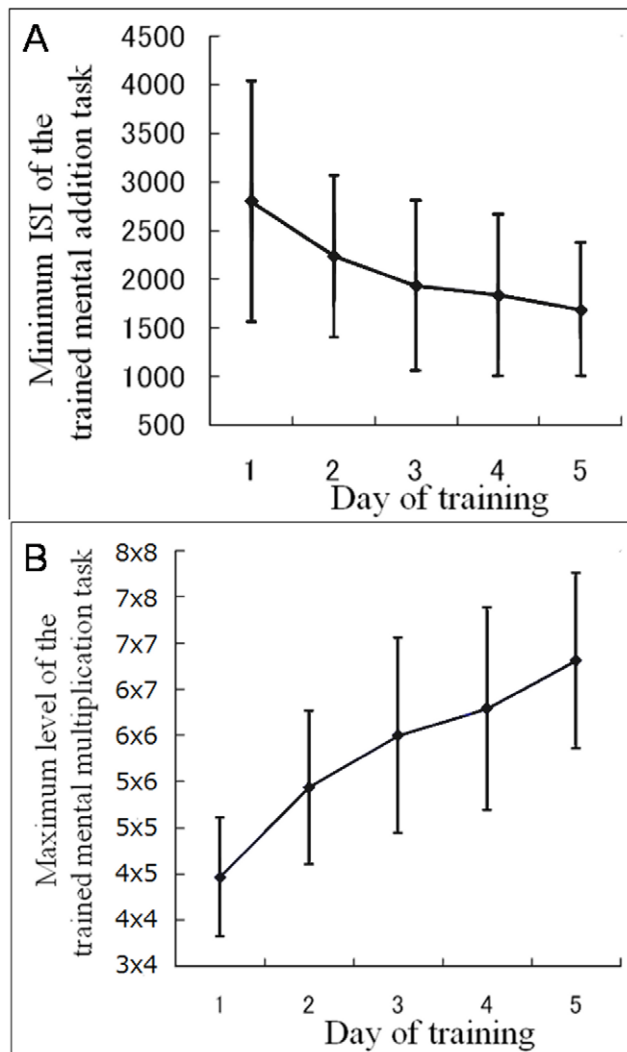 A
Minimum ISI of the
trained mental addition task
4500
4000
3500
3000
2500
2000
1500
1000
500
1 2 3 4 5
Day of training
B
Maximum level of the
trained mental multiplication task
8x8
7x8
7x7
6x7
6x6
5x6
5x5
4x5
4x4
3x4
1 2 3 4 5
Day of training